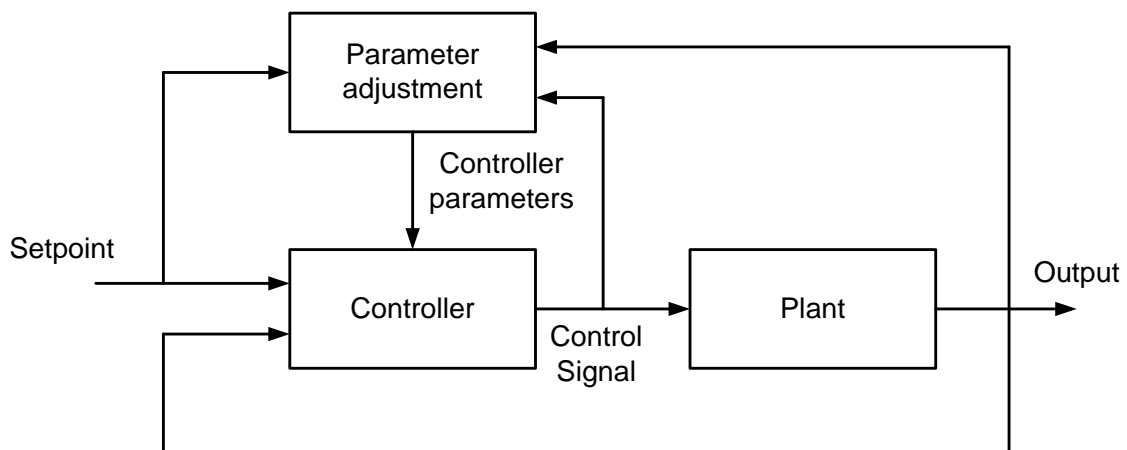 Parameter
adjustment
Controller
parameters
Setpoint
Controller
Control
Signal
Plant
Output